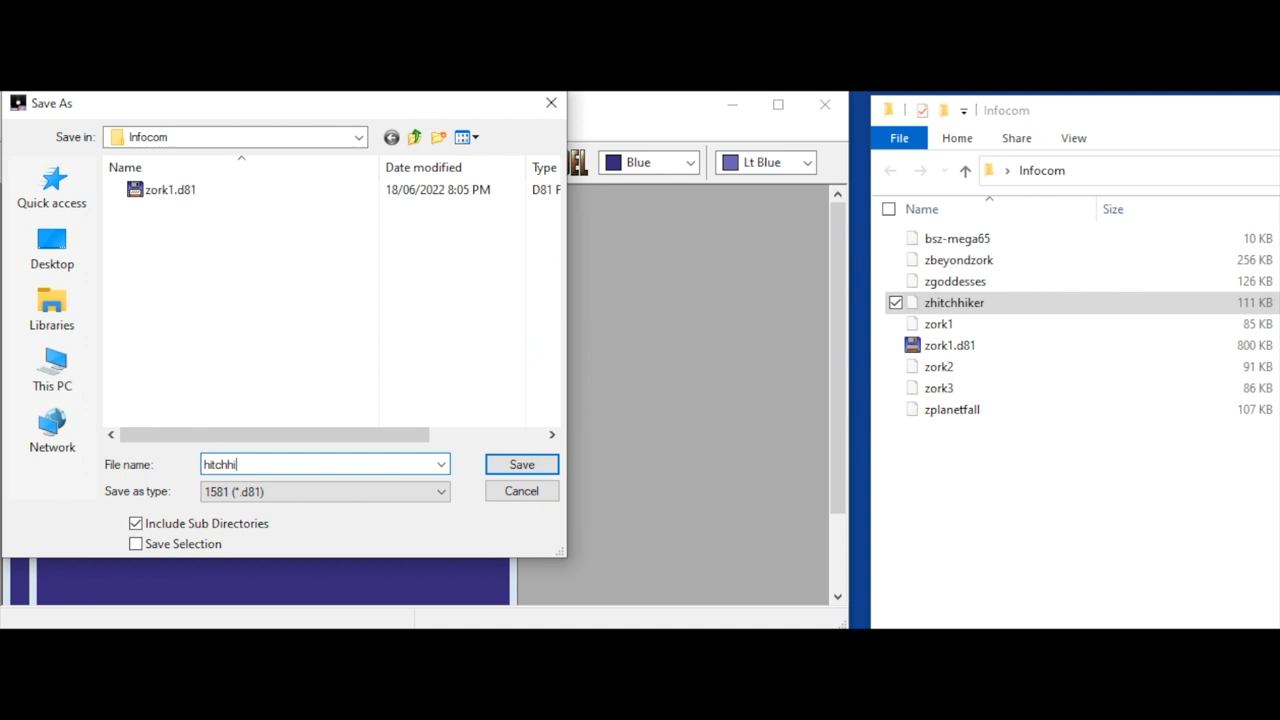 Save As
Save in: Infocom
Name Date modified Type
zork1.d81 18/06/2022 8:05 PM D81 F
Quick access
Desktop
Libraries
This PC
Network
File name: hitchhi Save
Save as type: 1581 (*.d81) Cancel
Include Sub Directories
Save Selection
Blue Lt Blue
Infocom
File Home Share View
Infocom
Name Size
bsz-mega65 10 KB
zbeyondzork 256 KB
zgoddesses 126 KB
zhitchhiker 111 KB
zork1 85 KB
zork1.d81 800 KB
zork2 91 KB
zork3 86 KB
zplanetfall 107 KB